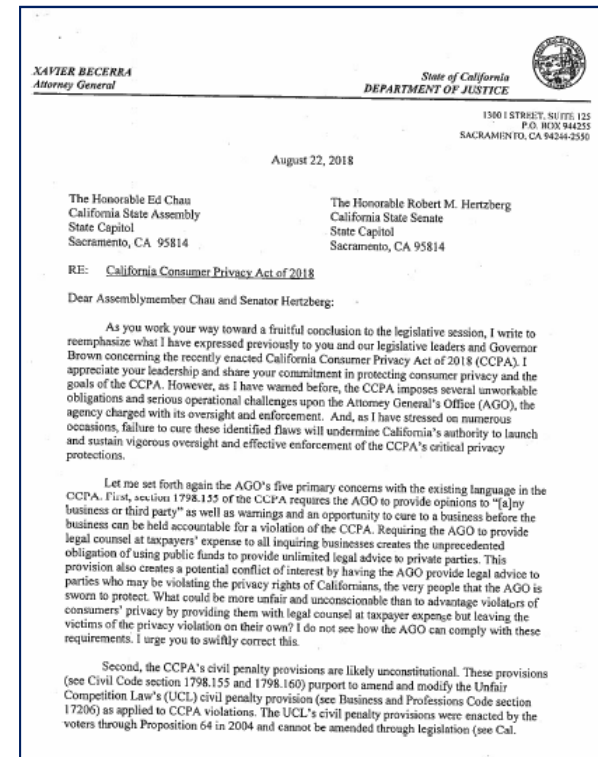 XAVIER BECERRA
Attorney General
State of California
DEPARTMENT OF JUSTICE
1300 I STREET, SUITE 125
P.O. BOX 944255
SACRAMENTO, CA 94244-2550
August 22, 2018
The Honorable Ed Chau
California State Assembly
State Capitol
Sacramento, CA 95814
The Honorable Robert M. Hertzberg
California State Senate
State Capitol
Sacramento, CA 95814
RE: California Consumer Privacy Act of 2018
Dear Assemblymember Chau and Senator Hertzberg:
As you work your way toward a fruitful conclusion to the legislative session, I write to
reemphasize what I have expressed previously to you and our legislative leaders and Governor
Brown concerning the recently enacted California Consumer Privacy Act of 2018 (CCPA). I
appreciate your leadership and share your commitment in protecting consumer privacy and the
goals of the CCPA. However, as I have warned before, the CCPA imposes several unworkable
obligations and serious operational challenges upon the Attorney General's Office (AGO), the
agency charged with its oversight and enforcement. And, as I have stressed on numerous
occasions, failure to cure these identified flaws will undermine California's authority to launch
and sustain vigorous oversight and effective enforcement of the CCPA's critical privacy
protections.
Let me set forth again the AGO's five primary concerns with the existing language in the
CCPA. First, section 1798.155 of the CCPA requires the AGO to provide opinions to "[a]ny
business or third party" as well as warnings and an opportunity to cure to a business before the
business can be held accountable for a violation of the CCPA. Requiring the AGO to provide
legal counsel at taxpayers' expense to all inquiring businesses creates the unprecedented
obligation of using public funds to provide unlimited legal advice to private parties. This
provision also creates a potential conflict of interest by having the AGO provide legal advice to
parties who may be violating the privacy rights of Californians, the very people that the AGO is
sworn to protect. What could be more unfair and unconscionable than to advantage violators of
consumers' privacy by providing them with legal counsel at taxpayer expense but leaving the
victims of the privacy violation on their own? I do not see how the AGO can comply with these
requirements. I urge you to swiftly correct this.
Second, the CCPA's civil penalty provisions are likely unconstitutional. These provisions
(see Civil Code section 1798.155 and 1798.160) purport to amend and modify the Unfair
Competition Law's (UCL) civil penalty provision (see Business and Professions Code section
17206) as applied to CCPA violations. The UCL's civil penalty provisions were enacted by the
voters through Proposition 64 in 2004 and cannot be amended through legislation (see Cal.